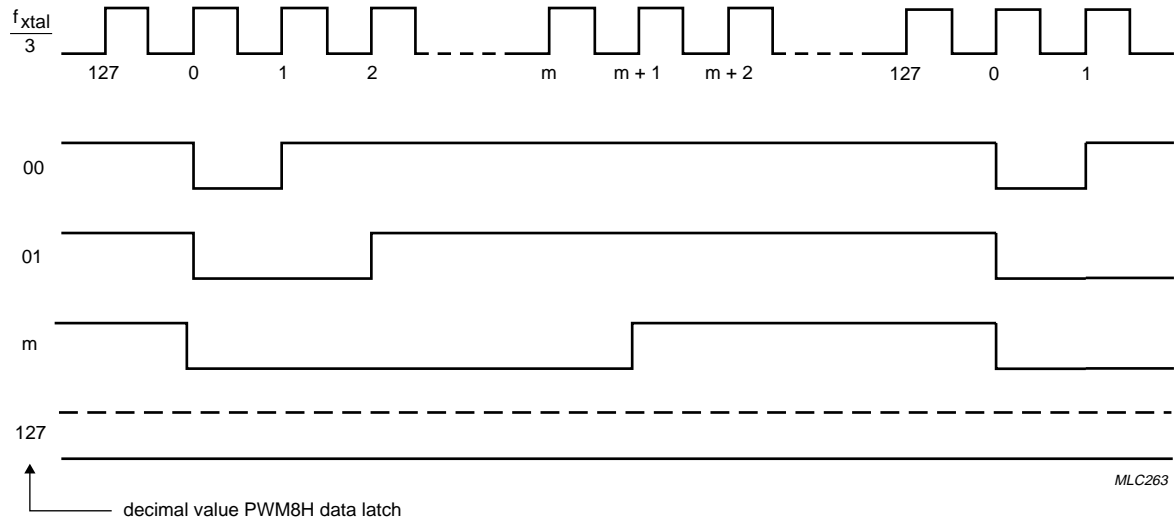 f xtal
3
127 0 1 2 m m + 1 m + 2 127 0 1
00
01
m
127
MLC263
decimal value PWM8H data latch